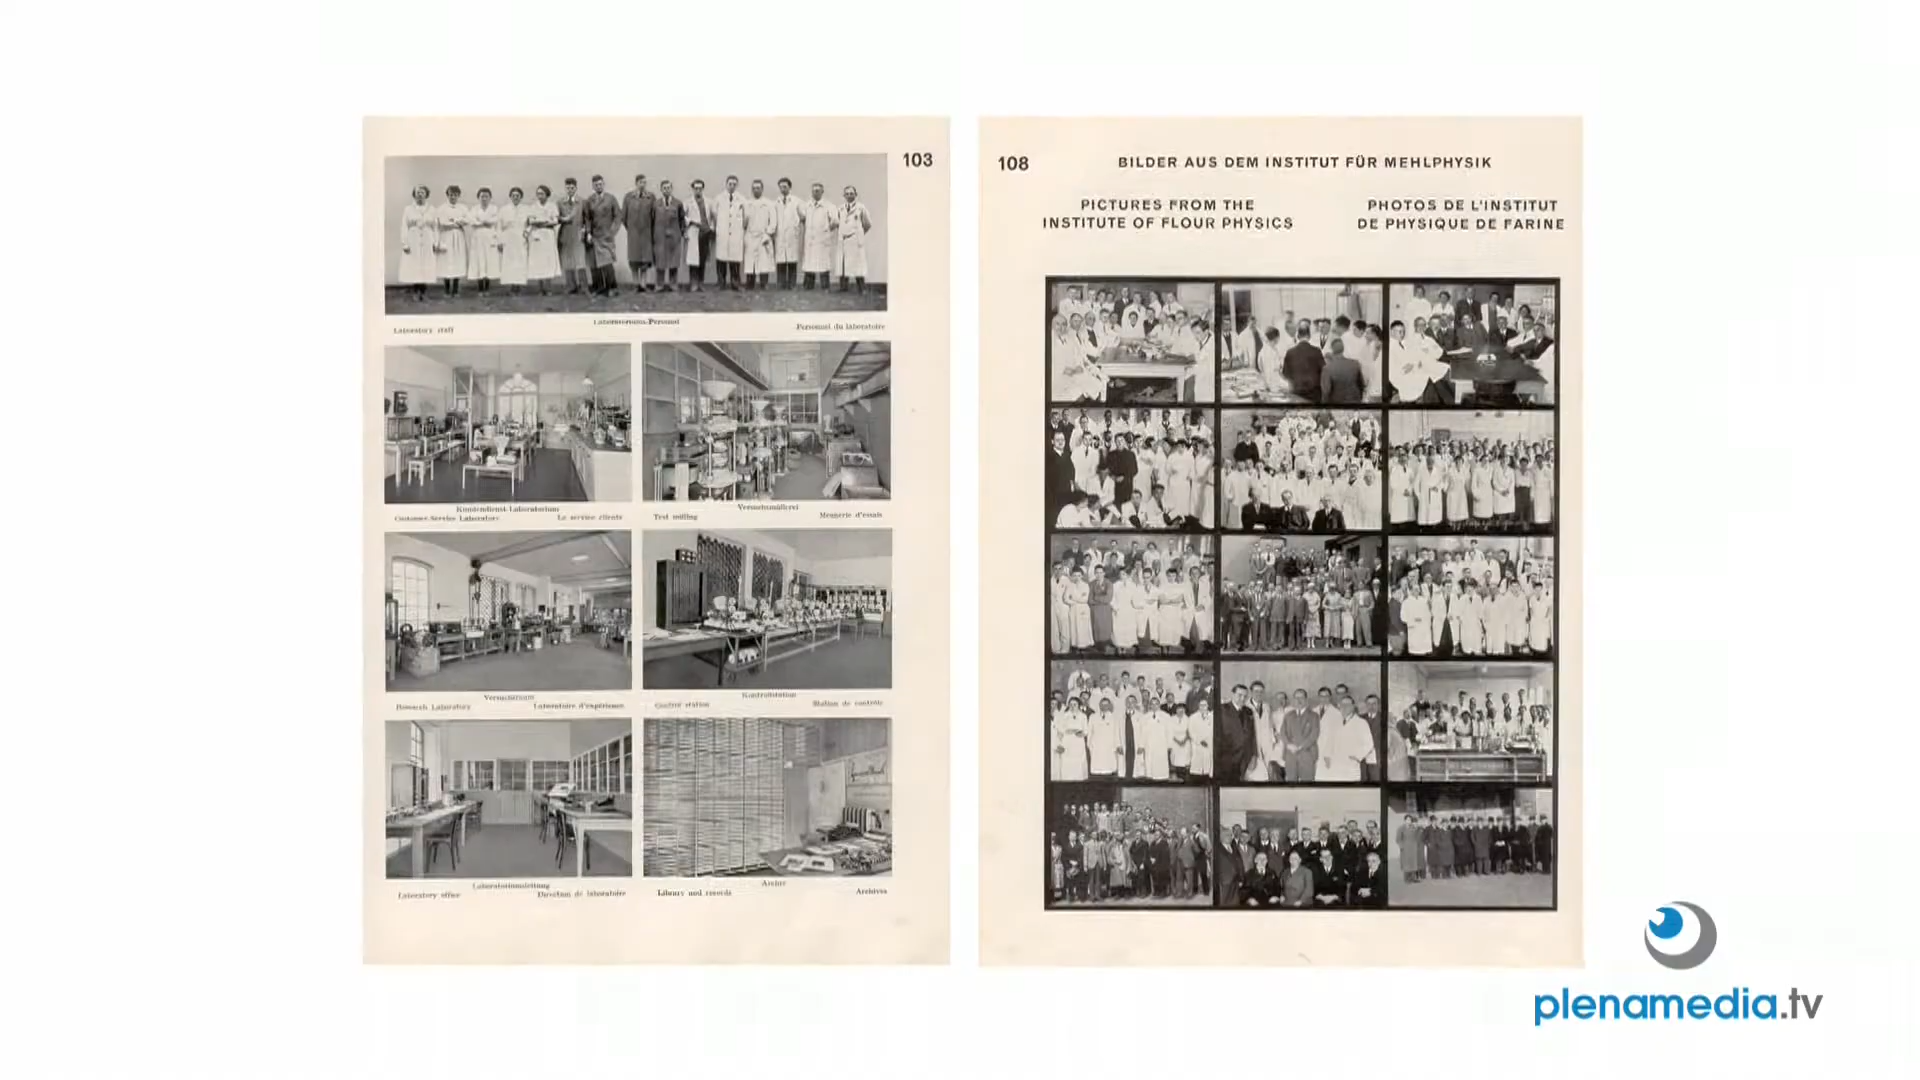 103
Laboratory staff
Laboratoriums-Personal
Personnel du laboratoire
Kundendienst-Laboratorium
Customer-Service Laboratory
Le service clients
Versuchsmüllerei
Test milling
Meunerie d'essais
Versuchsraum
Research Laboratory
Laboratoire d'expérience
Kontrollstation
Control station
Station de contrôle
Laboratoriumsleitung
Laboratory office
Direction de laboratoire
Archiv
Library and records
Archives
108
BILDER AUS DEM INSTITUT FÜR MEHLPHYSIK
PICTURES FROM THE
INSTITUTE OF FLOUR PHYSICS
PHOTOS DE L'INSTITUT
DE PHYSIQUE DE FARINE
plenamedia.tv